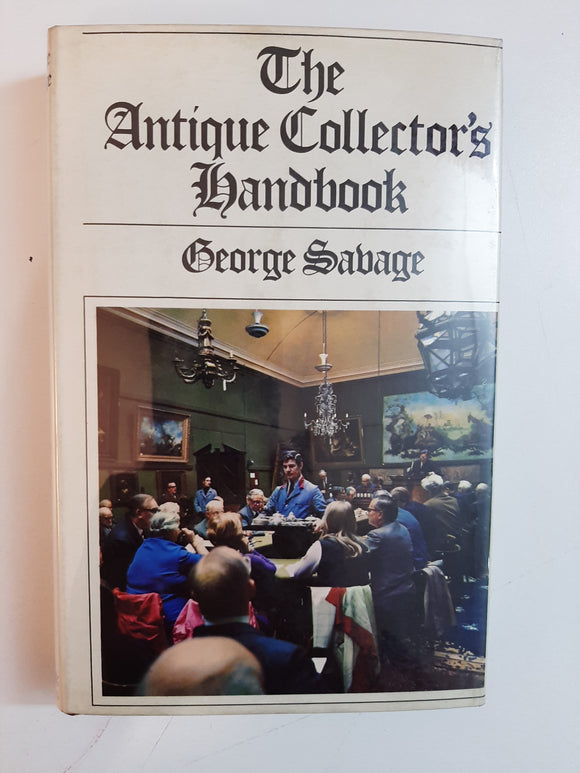 The
Antique Collector's
Handbook
George Savage